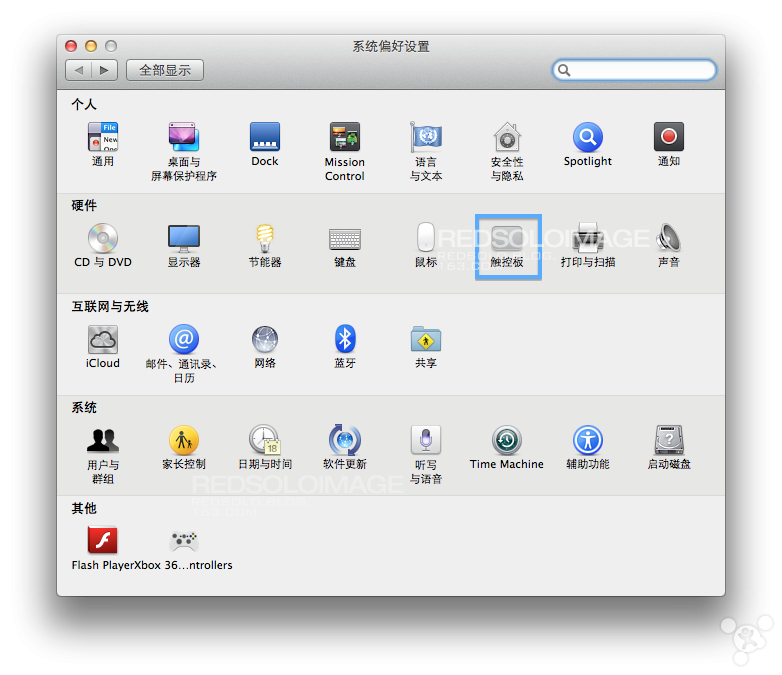 系统偏好设置
全部显示
个人
File
New
One
通用
桌面与
屏幕保护程序
Dock
Mission
Control
语言
与文本
安全性
与隐私
Spotlight
通知
硬件
CD 与 DVD
显示器
节能器
键盘
鼠标
触控板
打印与扫描
声音
REDSOLOIMAGE
互联网与无线
iCloud
@
邮件、通讯录、
日历
网络
蓝牙
共享
系统
用户与
群组
家长控制
18
日期与时间
软件更新
听写
与语音
Time Machine
辅助功能
?
启动磁盘
REDSOLOIMAGE
其他
Flash Player
Xbox 36...ntrollers